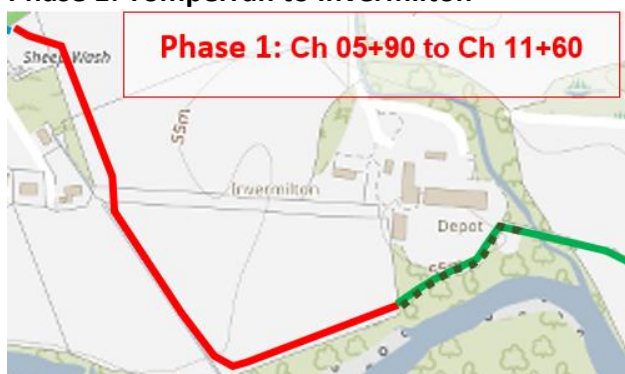 Phase 1: Ch 05+90 to Ch 11+60
Sheep Wash
55m
Invermilton
Depot